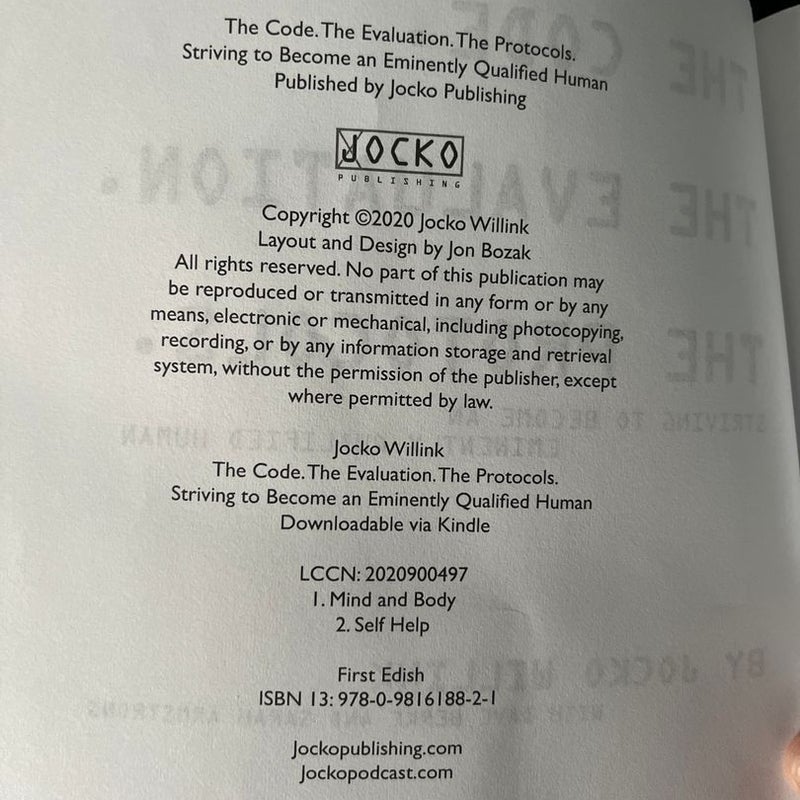 The Code. The Evaluation. The Protocols.
Striving to Become an Eminently Qualified Human
Published by Jocko Publishing
JOCKO
PUBLISHING
Copyright ©2020 Jocko Willink
Layout and Design by Jon Bozak
All rights reserved. No part of this publication may
be reproduced or transmitted in any form or by any
means, electronic or mechanical, including photocopying,
recording, or by any information storage and retrieval
system, without the permission of the publisher, except
where permitted by law.
Jocko Willink
The Code. The Evaluation. The Protocols.
Striving to Become an Eminently Qualified Human
Downloadable via Kindle
LCCN: 2020900497
1. Mind and Body
2. Self Help
First Edish
ISBN 13: 978-0-9816188-2-1
Jockopublishing.com
Jockopodcast.com